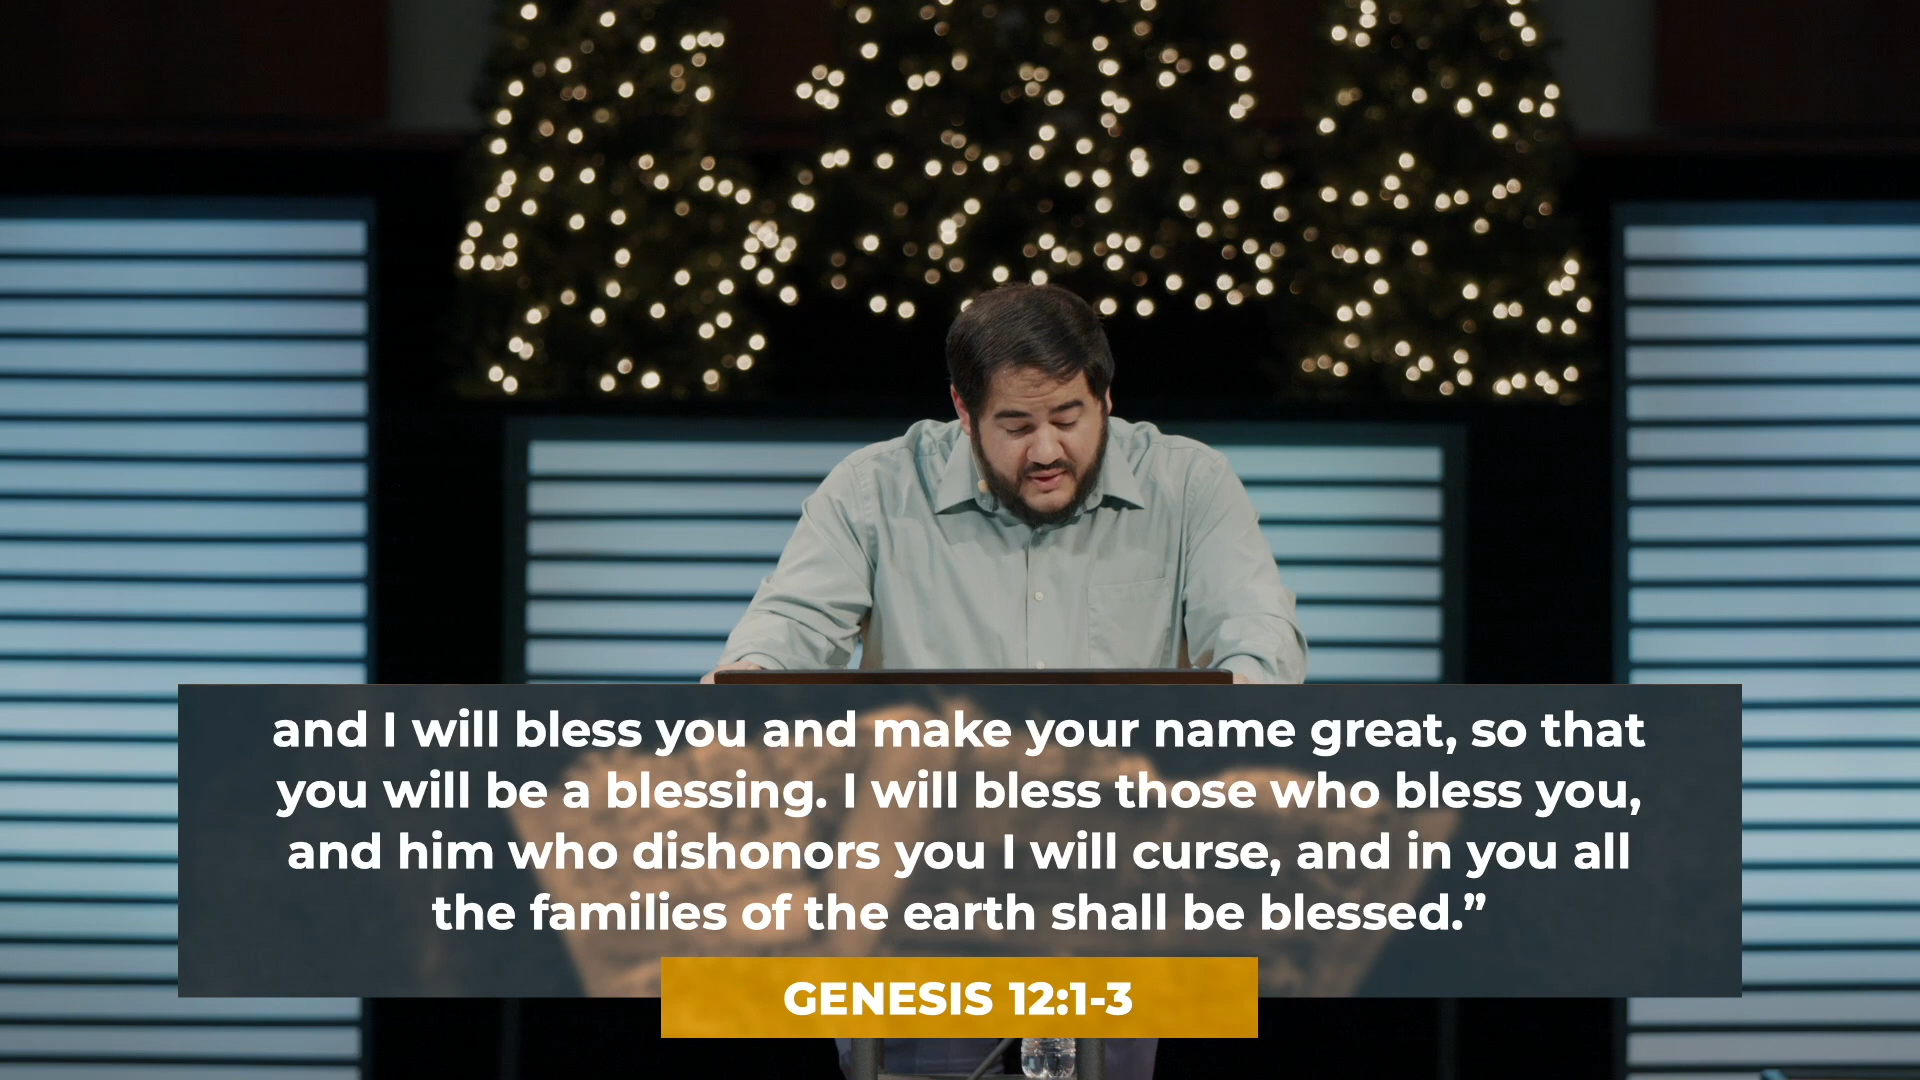 and I will bless you and make your name great, so that
you will be a blessing. I will bless those who bless you,
and him who dishonors you I will curse, and in you all
the families of the earth shall be blessed.”
GENESIS 12:1-3